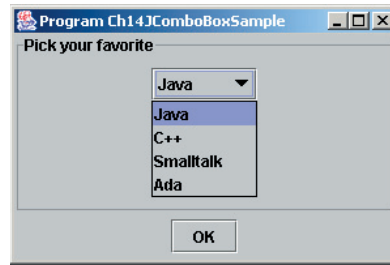 Program Ch14JComboBoxSample
Pick your favorite
Java
Java
C++
Smalltalk
Ada
OK